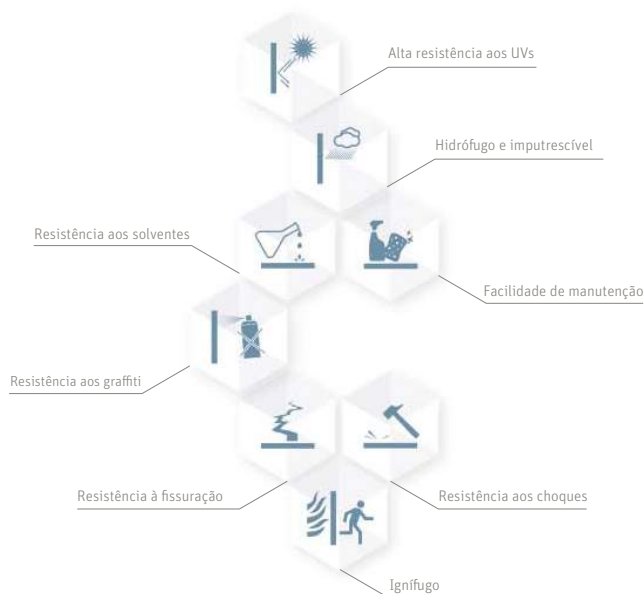 Alta resistência aos UVs
Hidrófugo e imputrescível
Resistência aos solventes
Facilidade de manutenção
Resistência aos graffiti
Resistência à fissuração
Resistência aos choques
Ignífugo